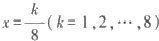 x = k/8 ( k = 1 , 2 , ⋯ , 8 )